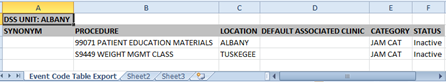 A B C D E F
DSS UNIT: ALBANY
SYNONYM PROCEDURE LOCATION DEFAULT ASSOCIATED CLINIC CATEGORY STATUS
99071 PATIENT EDUCATION MATERIALS ALBANY JAM CAT Inactive
S9449 WEIGHT MGMT CLASS TUSKEGEE JAM CAT Inactive
Event Code Table Export Sheet2 Sheet3